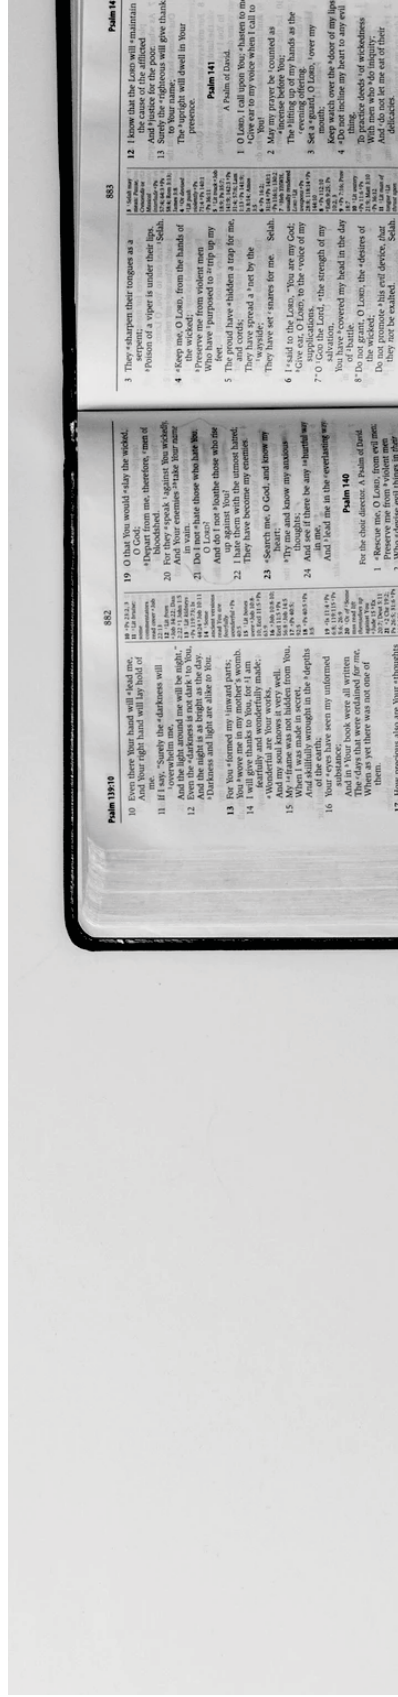 Psalm 139:10
882
10 Even there Your hand will lead me,
And Your right hand will lay hold of
me.
11 If I say, "Surely the darkness will
overwhelm me,
And the light around me will be night,"
12 Even the darkness is not dark to You,
And the night is as bright as the day.
Darkness and light are alike to You.
13 For You formed my inward parts;
You wove me in my mother's womb.
14 I will give thanks to You, for I am
fearfully and wonderfully made;
Wonderful are Your works,
And my soul knows it very well.
15 My frame was not hidden from You,
When I was made in secret,
And skillfully wrought in the depths
of the earth;
16 Your eyes have seen my unformed
substance;
And in Your book were all written
The days that were ordained for me,
When as yet there was not one of
them.
17 How precious also are Your thoughts
19 O that You would slay the wicked,
O God;
Depart from me, therefore, men of
bloodshed.
20 For they speak against You wickedly,
And Your enemies take Your name
in vain.
21 Do I not hate those who hate You,
O LORD?
And do I not loathe those who rise
up against You?
22 I hate them with the utmost hatred;
They have become my enemies.
23 Search me, O God, and know my
heart;
Try me and know my anxious
thoughts;
24 And see if there be any hurtful way
in me,
And lead me in the everlasting way.
Psalm 140
For the choir director. A Psalm of David.
1 Rescue me, O LORD, from evil men;
Preserve me from violent men
2 Who devise evil things in their
883
Psalm 14
3 They sharpen their tongues as a
serpent;
Poison of a viper is under their lips.
Selah.
4 Keep me, O LORD, from the hands of
the wicked;
Preserve me from violent men
Who have purposed to trip up my
feet.
5 The proud have hidden a trap for me,
and cords;
They have spread a net by the
wayside;
They have set snares for me. Selah.
6 I said to the LORD, "You are my God;
Give ear, O LORD, to the voice of my
supplications.
7 "O GOD the Lord, the strength of my
salvation,
You have covered my head in the day
of battle.
8 "Do not grant, O LORD, the desires of
the wicked;
Do not promote his evil device, that
they not be exalted. Selah.
12 I know that the LORD will maintain
the cause of the afflicted
And justice for the poor.
13 Surely the righteous will give thank
to Your name;
The upright will dwell in Your
presence.
Psalm 141
A Psalm of David.
1 O LORD, I call upon You; hasten to me
Give ear to my voice when I call to
You!
2 May my prayer be counted as
incense before You;
The lifting up of my hands as the
evening offering.
3 Set a guard, O LORD, over my
mouth;
Keep watch over the door of my lips
4 Do not incline my heart to any evil
thing,
To practice deeds of wickedness
With men who do iniquity;
And do not let me eat of their
delicacies.